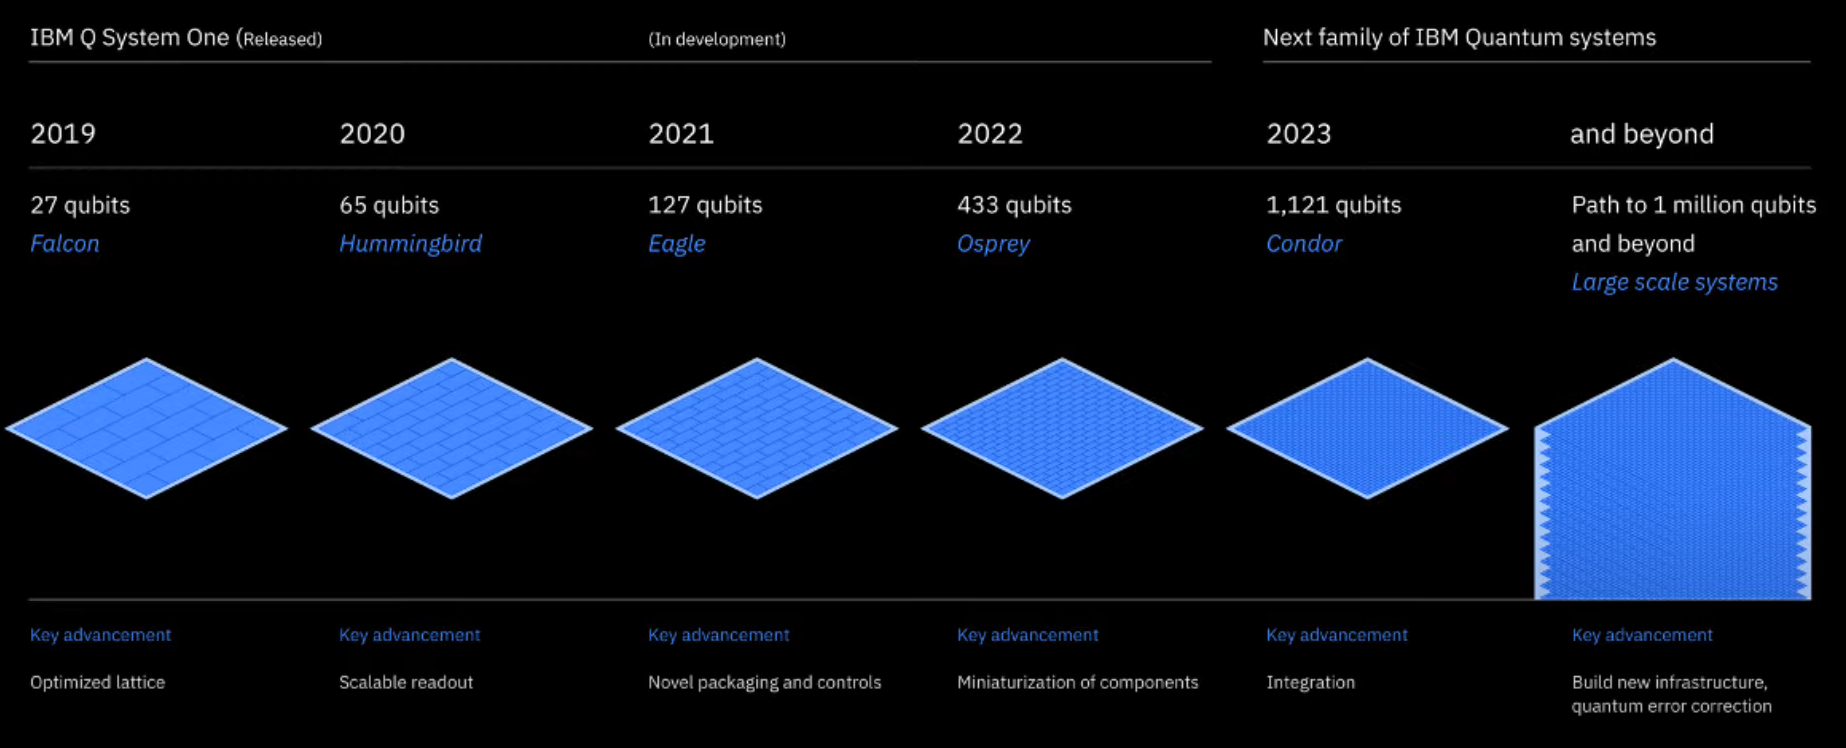 IBM Q System One (Released)
(In development)
Next family of IBM Quantum systems
2019
2020
2021
2022
2023
and beyond
27 qubits
65 qubits
127 qubits
433 qubits
1,121 qubits
Path to 1 million qubits
and beyond
Falcon
Hummingbird
Eagle
Osprey
Condor
Large scale systems
Key advancement
Key advancement
Key advancement
Key advancement
Key advancement
Key advancement
Optimized lattice
Scalable readout
Novel packaging and controls
Miniaturization of components
Integration
Build new infrastructure,
quantum error correction